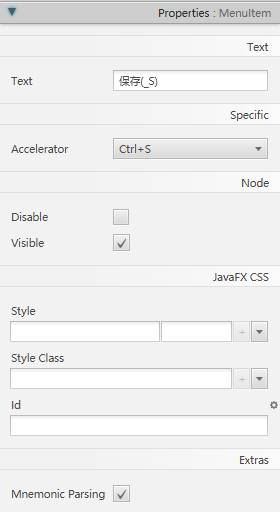 Properties : MenuItem
Text
Text 保存(_S)
Specific
Accelerator Ctrl+S
Node
Disable
Visible
JavaFX CSS
Style
Style Class
Id
Extras
Mnemonic Parsing